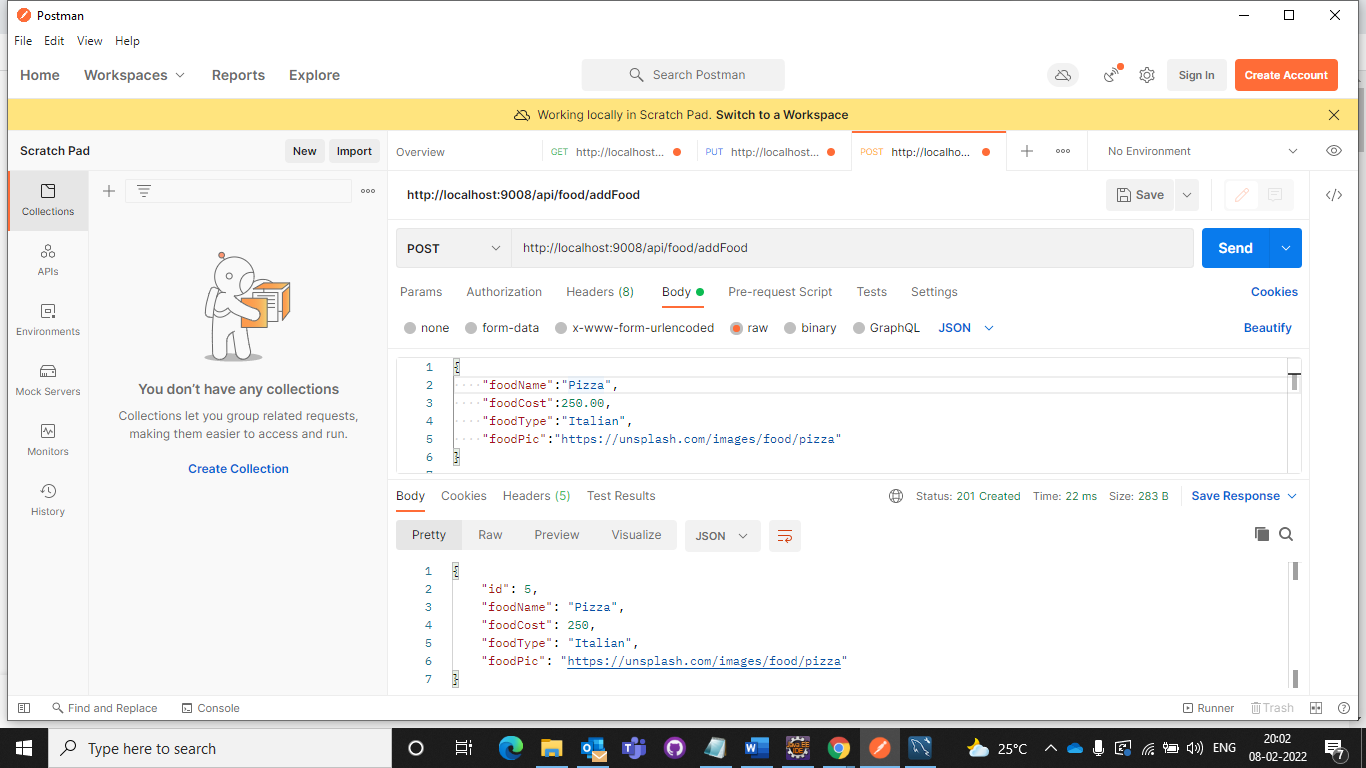 Postman
File Edit View Help
Home Workspaces Reports Explore Search Postman Sign In Create Account
Working locally in Scratch Pad. Switch to a Workspace
Scratch Pad New Import Overview GET http://localhost... PUT http://localhost... POST http://localho... No Environment
Collections
http://localhost:9008/api/food/addFood Save
POST http://localhost:9008/api/food/addFood Send
APIs
Params Authorization Headers (8) Body Pre-request Script Tests Settings Cookies
Environments
none form-data x-www-form-urlencoded raw binary GraphQL JSON Beautify
1 {
2 "foodName":"Pizza",
3 "foodCost":250.00,
4 "foodType":"Italian",
5 "foodPic":"https://unsplash.com/images/food/pizza"
6 }
Mock Servers
Monitors
History
You don't have any collections
Collections let you group related requests,
making them easier to access and run.
Create Collection
Body Cookies Headers (5) Test Results Status: 201 Created Time: 22 ms Size: 283 B Save Response
Pretty Raw Preview Visualize JSON
1 {
2 "id": 5,
3 "foodName": "Pizza",
4 "foodCost": 250,
5 "foodType": "Italian",
6 "foodPic": "https://unsplash.com/images/food/pizza"
7 }
Find and Replace Console Runner Trash
Type here to search 25°C ENG 20:02
08-02-2022 7